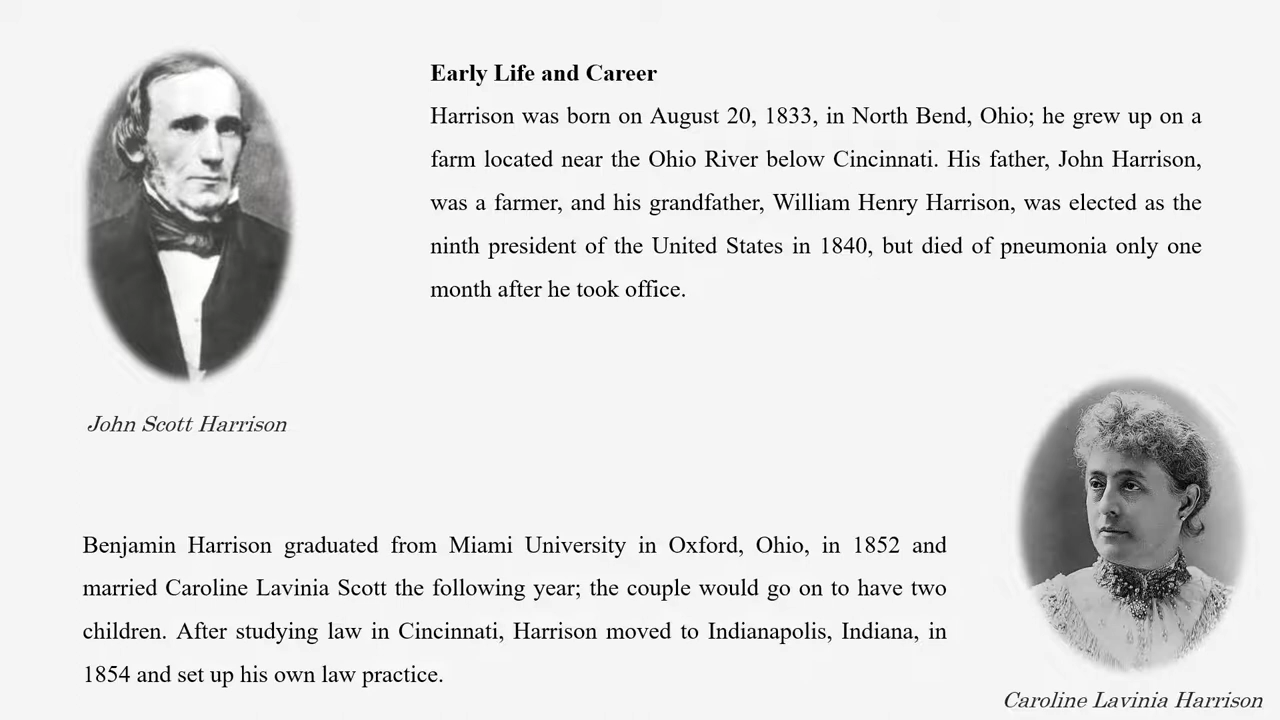 Early Life and Career
Harrison was born on August 20, 1833, in North Bend, Ohio; he grew up on a
farm located near the Ohio River below Cincinnati. His father, John Harrison,
was a farmer, and his grandfather, William Henry Harrison, was elected as the
ninth president of the United States in 1840, but died of pneumonia only one
month after he took office.
John Scott Harrison
Benjamin Harrison graduated from Miami University in Oxford, Ohio, in 1852 and
married Caroline Lavinia Scott the following year; the couple would go on to have two
children. After studying law in Cincinnati, Harrison moved to Indianapolis, Indiana, in
1854 and set up his own law practice.
Caroline Lavinia Harrison